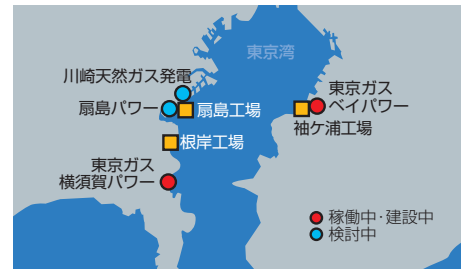 東京湾
川崎天然ガス発電
扇島パワー
扇島工場
東京ガス
ベイパワー
袖ケ浦工場
根岸工場
東京ガス
横須賀パワー
稼働中・建設中
検討中